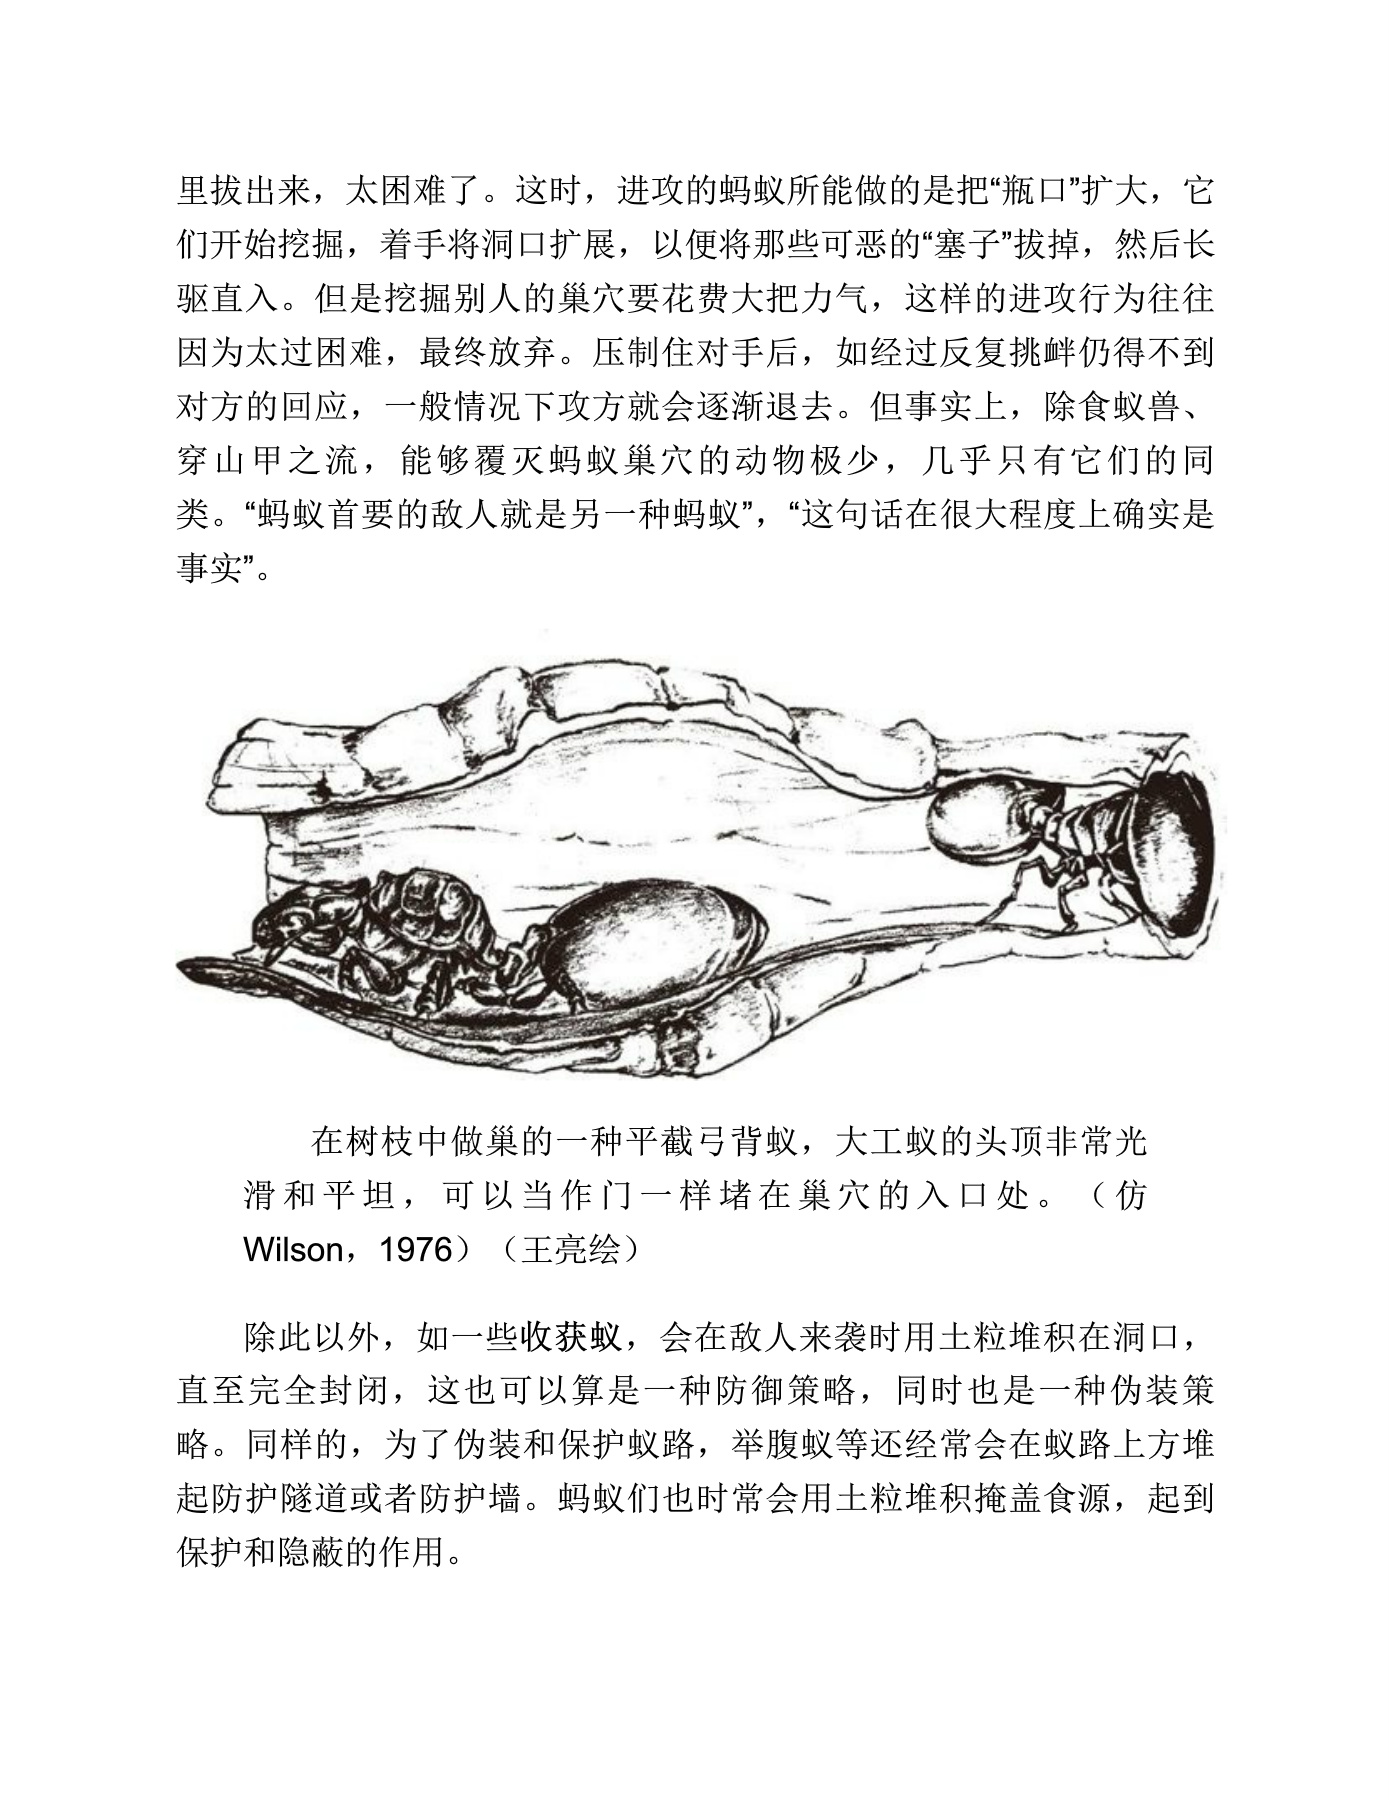 里拔出来，太困难了。这时，进攻的蚂蚁所能做的是把“瓶口”扩大，它
们开始挖掘，着手将洞口扩展，以便将那些可恶的“塞子”拔掉，然后长
驱直入。但是挖掘别人的巢穴要花费大把力气，这样的进攻行为往往
因为太过困难，最终放弃。压制住对手后，如经过反复挑衅仍得不到
对方的回应，一般情况下攻方就会逐渐退去。但事实上，除食蚁兽、
穿山甲之流，能够覆灭蚂蚁巢穴的动物极少，几乎只有它们的同
类。“蚂蚁首要的敌人就是另一种蚂蚁”，“这句话在很大程度上确实是
事实”。
在树枝中做巢的一种平截弓背蚁，大工蚁的头顶非常光
滑和平坦，可以当作门一样堵在巢穴的入口处。（仿
Wilson，1976）（王亮绘）
除此以外，如一些收获蚁，会在敌人来袭时用土粒堆积在洞口，
直至完全封闭，这也可以算是一种防御策略，同时也是一种伪装策
略。同样的，为了伪装和保护蚁路，举腹蚁等还经常会在蚁路上方堆
起防护隧道或者防护墙。蚂蚁们也时常会用土粒堆积掩盖食源，起到
保护和隐蔽的作用。